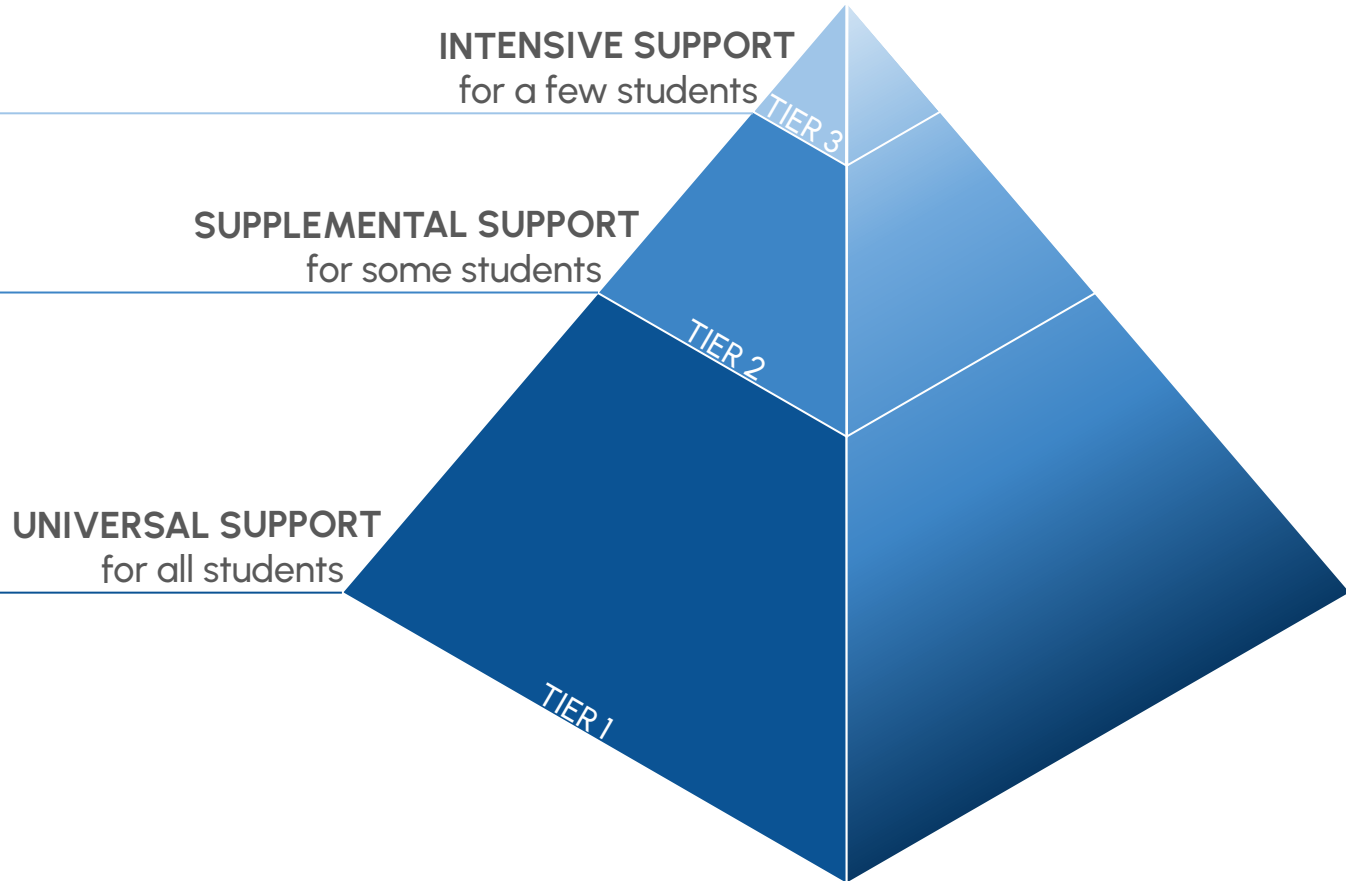 INTENSIVE SUPPORT
for a few students
TIER 3
SUPPLEMENTAL SUPPORT
for some students
TIER 2
UNIVERSAL SUPPORT
for all students
TIER 1